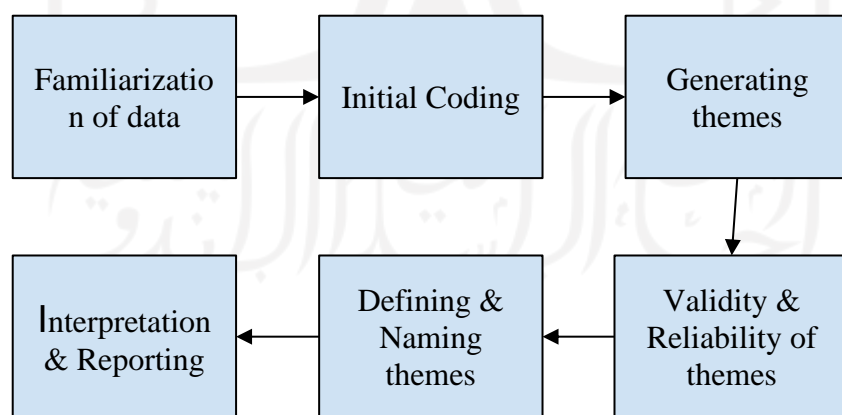 Familiarizatio
n of data
Initial Coding
Generating
themes
Validity &
Reliability of
themes
Defining &
Naming
themes
Interpretation
& Reporting